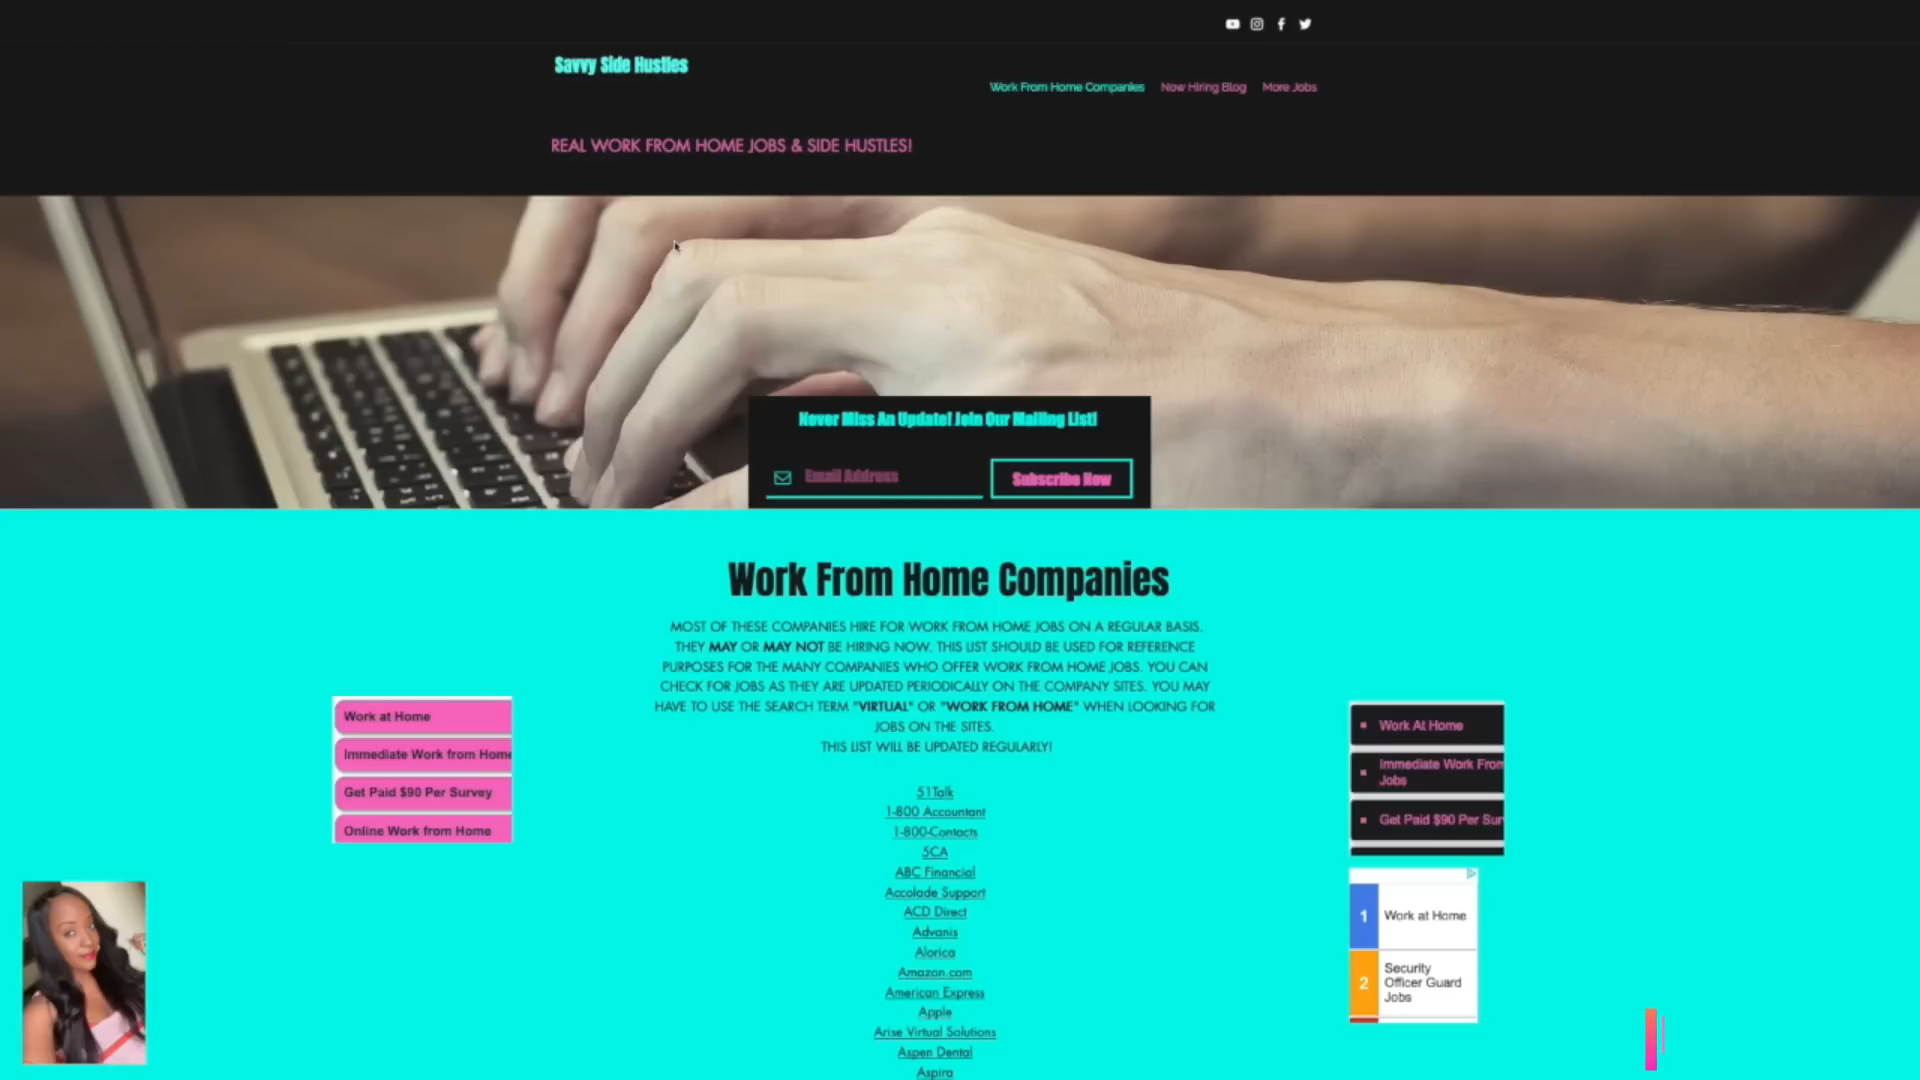 Savvy Side Hustles
Work From Home Companies Now Hiring Blog More Jobs
REAL WORK FROM HOME JOBS & SIDE HUSTLES!
Never Miss An Update! Join Our Mailing List!
Email Address
Subscribe Now
Work From Home Companies
MOST OF THESE COMPANIES HIRE FOR WORK FROM HOME JOBS ON A REGULAR BASIS.
THEY MAY OR MAY NOT BE HIRING NOW. THIS LIST SHOULD BE USED FOR REFERENCE
PURPOSES FOR THE MANY COMPANIES WHO OFFER WORK FROM HOME JOBS. YOU CAN
CHECK FOR JOBS AS THEY ARE UPDATED PERIODICALLY ON THE COMPANY SITES. YOU MAY
HAVE TO USE THE SEARCH TERM "VIRTUAL" OR "WORK FROM HOME" WHEN LOOKING FOR
JOBS ON THE SITES.
THIS LIST WILL BE UPDATED REGULARLY!
Work at Home
Immediate Work from Home
Get Paid $90 Per Survey
Online Work from Home
51Talk
1-800 Accountant
1-800-Contacts
5CA
ABC Financial
Accolade Support
ACD Direct
Advanis
Alorica
Amazon.com
American Express
Apple
Arise Virtual Solutions
Aspen Dental
Aspira
Work At Home
Immediate Work From
Jobs
Get Paid $90 Per Sur
1 Work at Home
2 Security
Officer Guard
Jobs